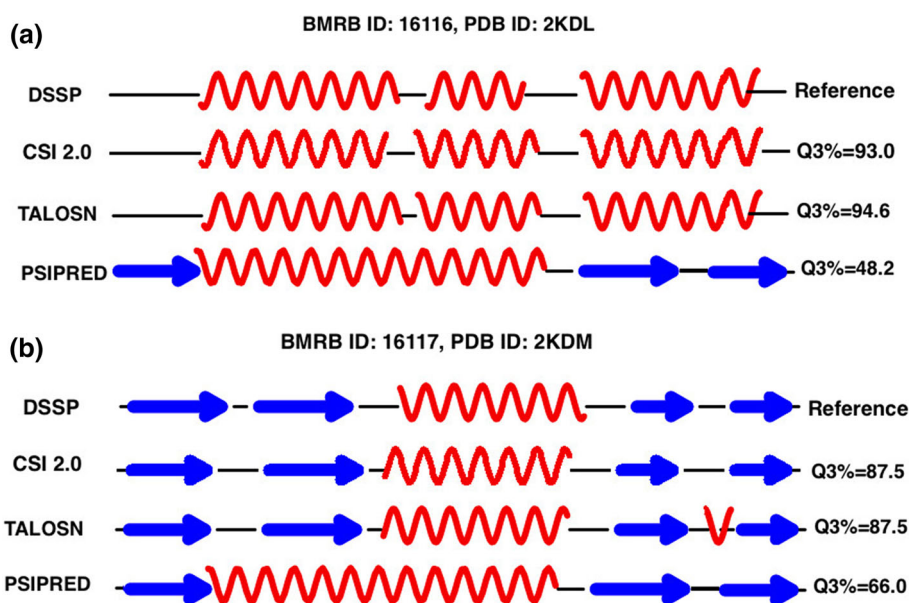 (a)
BMRB ID: 16116, PDB ID: 2KDL
DSSP Reference
CSI 2.0 Q3%=93.0
TALOSN Q3%=94.6
PSIPRED Q3%=48.2
(b)
BMRB ID: 16117, PDB ID: 2KDM
DSSP Reference
CSI 2.0 Q3%=87.5
TALOSN Q3%=87.5
PSIPRED Q3%=66.0